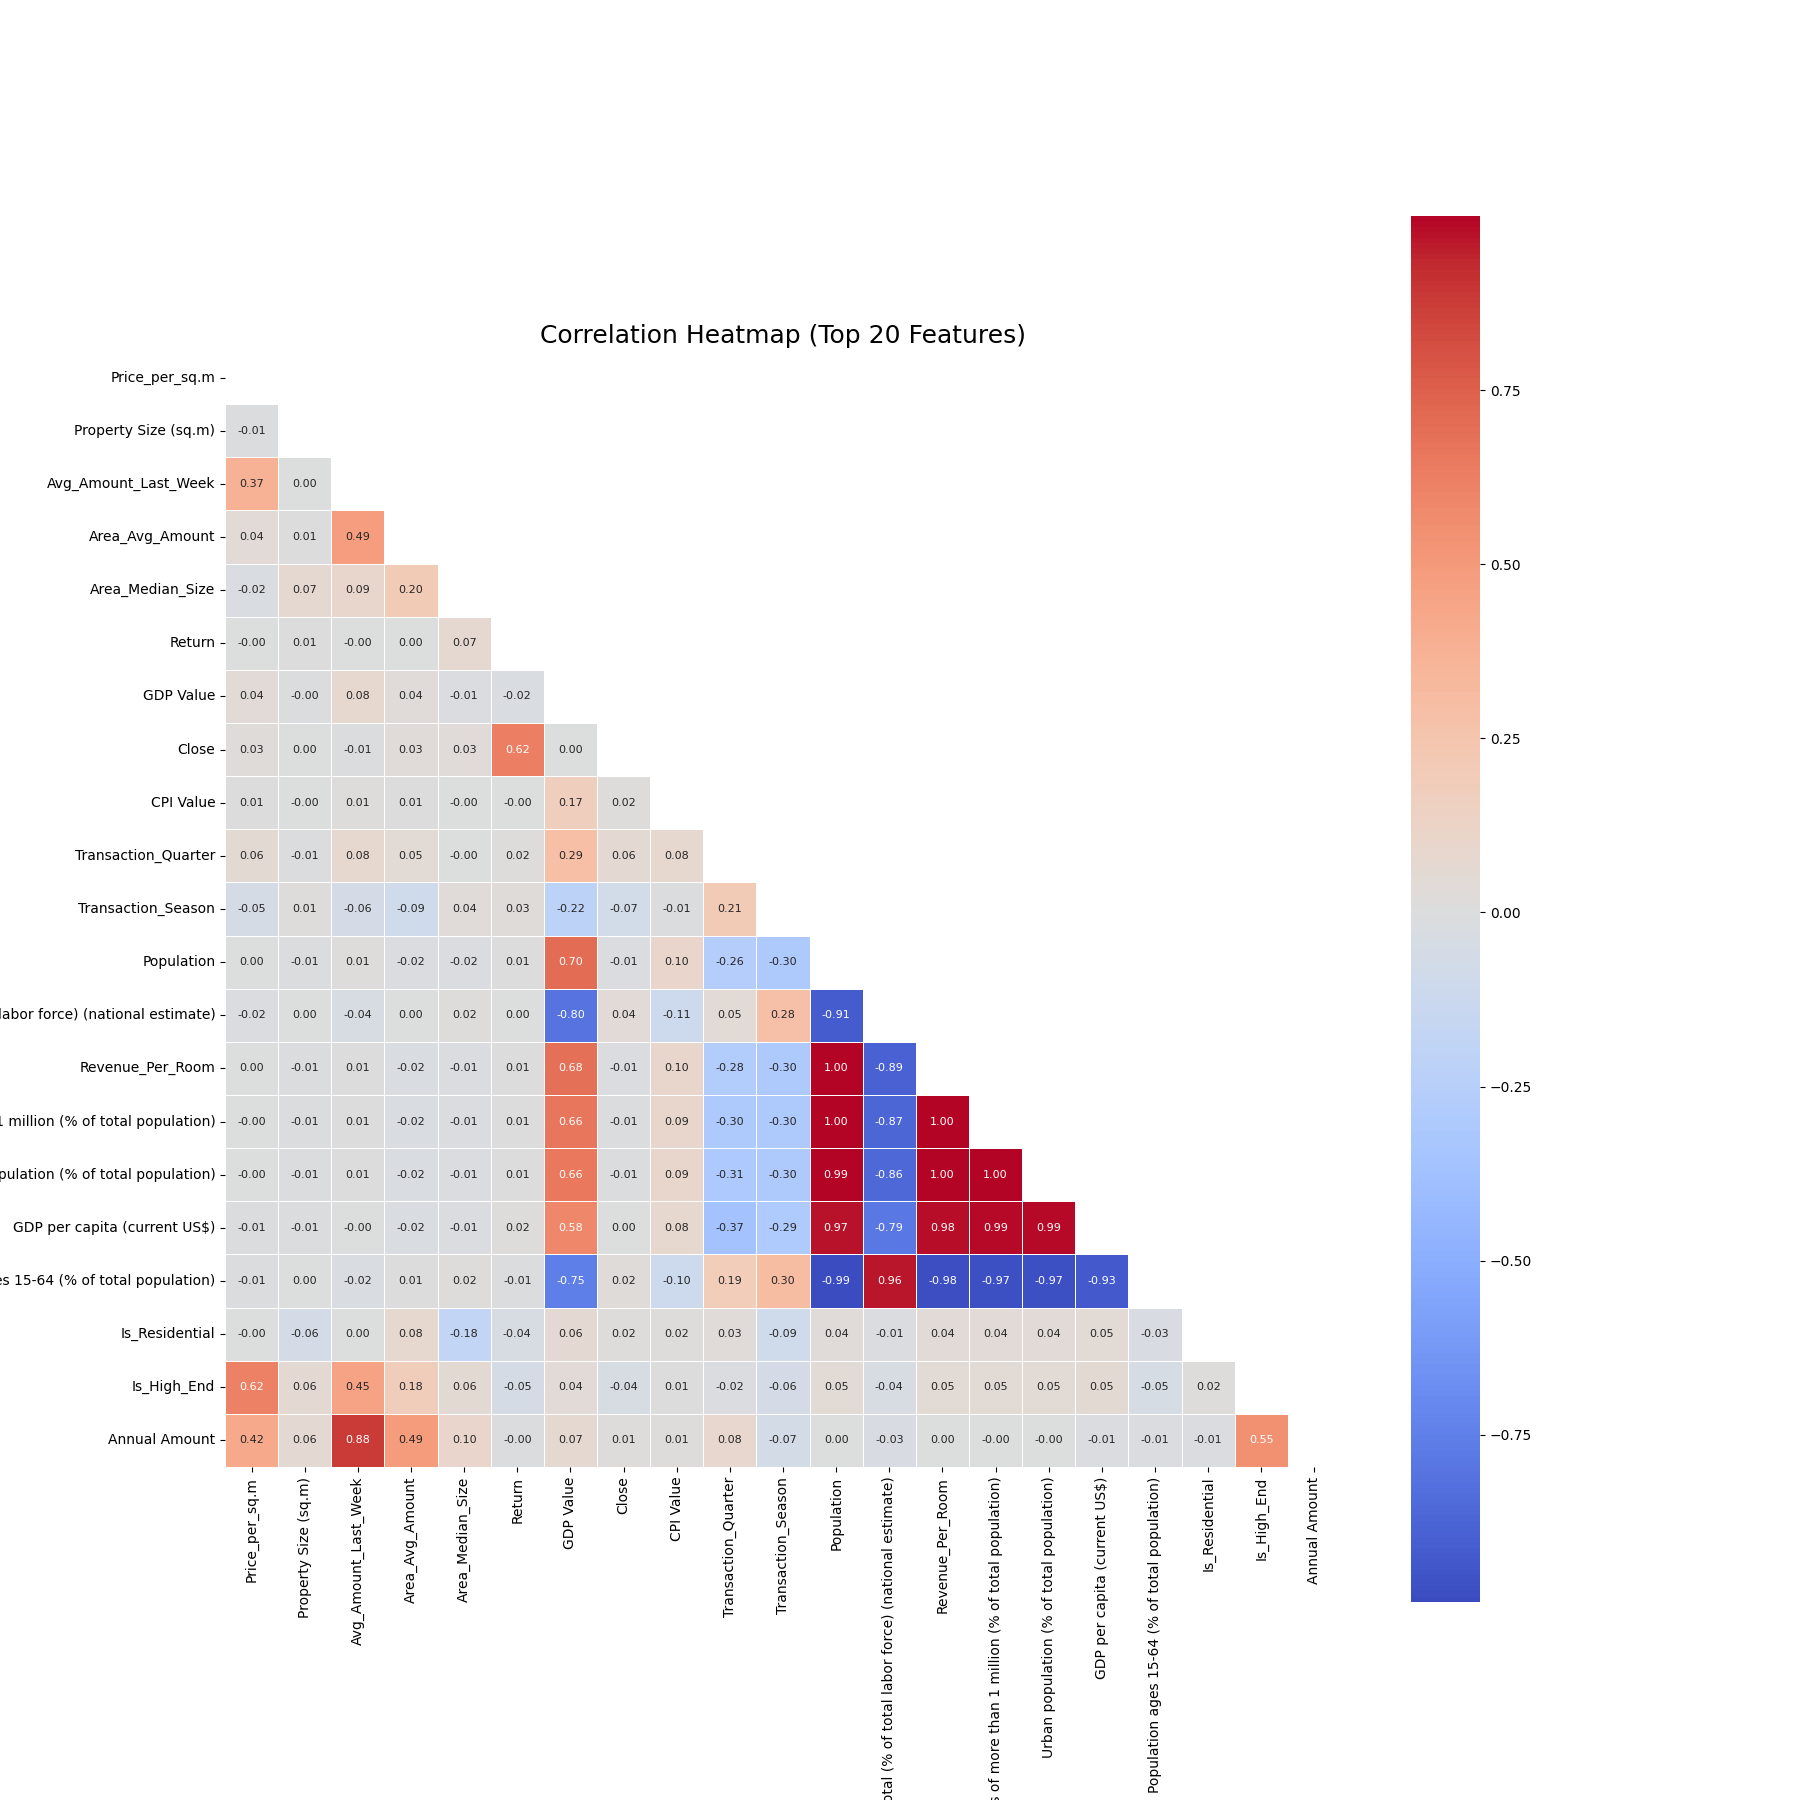 Correlation Heatmap (Top 20 Features)
Price_per_sq.m
Property Size (sq.m) -0.01
Avg_Amount_Last_Week 0.37 0.00
Area_Avg_Amount 0.04 0.01 0.49
Area_Median_Size -0.02 0.07 0.09 0.20
Return -0.00 0.01 -0.00 0.00 0.07
GDP Value 0.04 -0.00 0.08 0.04 -0.01 -0.02
Close 0.03 0.00 -0.01 0.03 0.03 0.62 0.00
CPI Value 0.01 -0.00 0.01 0.01 -0.00 -0.00 0.17 0.02
Transaction_Quarter 0.06 -0.01 0.08 0.05 -0.00 0.02 0.29 0.06 0.08
Transaction_Season -0.05 0.01 -0.06 -0.09 0.04 0.03 -0.22 -0.07 -0.01 0.21
Population 0.00 -0.01 0.01 -0.02 -0.02 0.01 0.70 -0.01 0.10 -0.26 -0.30
labor force) (national estimate) -0.02 0.00 -0.04 0.00 0.02 0.00 -0.80 0.04 -0.11 0.05 0.28 -0.91
Revenue_Per_Room 0.00 -0.01 0.01 -0.02 -0.01 0.01 0.68 -0.01 0.10 -0.28 -0.30 1.00 -0.89
1 million (% of total population) -0.00 -0.01 0.01 -0.02 -0.01 0.01 0.66 -0.01 0.09 -0.30 -0.30 1.00 -0.87 1.00
pulation (% of total population) -0.00 -0.01 0.01 -0.02 -0.01 0.01 0.66 -0.01 0.09 -0.31 -0.30 0.99 -0.86 1.00 1.00
GDP per capita (current US$) -0.01 -0.01 -0.00 -0.02 -0.01 0.02 0.58 0.00 0.08 -0.37 -0.29 0.97 -0.79 0.98 0.99 0.99
es 15-64 (% of total population) -0.01 0.00 -0.02 0.01 0.02 -0.01 -0.75 0.02 -0.10 0.19 0.30 -0.99 0.96 -0.98 -0.97 -0.97 -0.93
Is_Residential -0.00 -0.06 0.00 0.08 -0.18 -0.04 0.06 0.02 0.02 0.03 -0.09 0.04 -0.01 0.04 0.04 0.04 0.05 -0.03
Is_High_End 0.62 0.06 0.45 0.18 0.06 -0.05 0.04 -0.04 0.01 -0.02 -0.06 0.05 -0.04 0.05 0.05 0.05 0.05 -0.05 0.02
Annual Amount 0.42 0.06 0.88 0.49 0.10 -0.00 0.07 0.01 0.01 0.08 -0.07 0.00 -0.03 0.00 -0.00 -0.00 -0.01 -0.01 -0.01 0.55
Price_per_sq.m
Property Size (sq.m)
Avg_Amount_Last_Week
Area_Avg_Amount
Area_Median_Size
Return
GDP Value
Close
CPI Value
Transaction_Quarter
Transaction_Season
Population
otal (% of total labor force) (national estimate)
Revenue_Per_Room
s of more than 1 million (% of total population)
Urban population (% of total population)
GDP per capita (current US$)
Population ages 15-64 (% of total population)
Is_Residential
Is_High_End
Annual Amount
0.75
0.50
0.25
0.00
−0.25
−0.50
−0.75